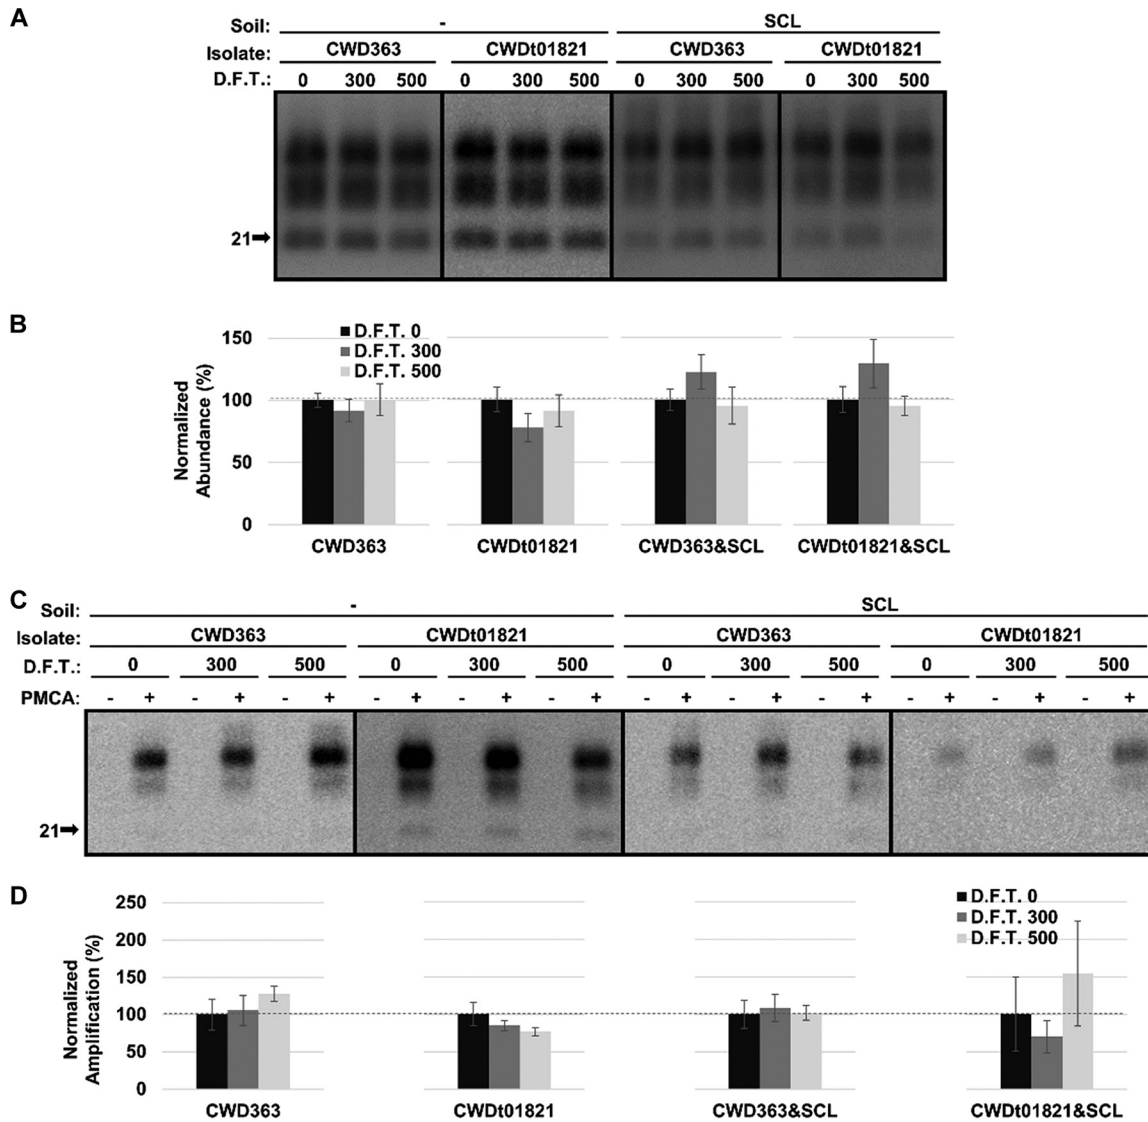 A
Soil: - SCL
Isolate: CWD363 CWDt01821 CWD363 CWDt01821
D.F.T.: 0 300 500 0 300 500 0 300 500 0 300 500
21
B
Normalized
Abundance (%)
150
100
50
0
D.F.T. 0
D.F.T. 300
D.F.T. 500
CWD363 CWDt01821 CWD363&SCL CWDt01821&SCL
C
Soil: - SCL
Isolate: CWD363 CWDt01821 CWD363 CWDt01821
D.F.T.: 0 300 500 0 300 500 0 300 500 0 300 500
PMCA: - + - + - + - + - + - + - + - + - + - + - + - +
21
D
Normalized
Amplification (%)
250
200
150
100
50
0
D.F.T. 0
D.F.T. 300
D.F.T. 500
CWD363 CWDt01821 CWD363&SCL CWDt01821&SCL